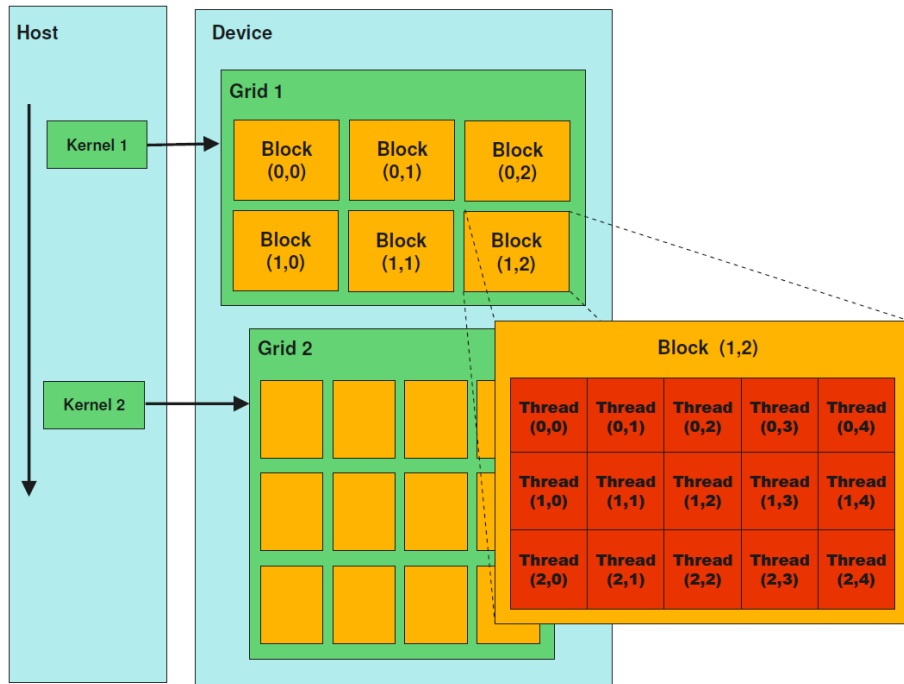 Host
Device
Grid 1
Kernel 1
Block
(0,0)
Block
(0,1)
Block
(0,2)
Block
(1,0)
Block
(1,1)
Block
(1,2)
Grid 2
Kernel 2
Block (1,2)
Thread
(0,0)
Thread
(0,1)
Thread
(0,2)
Thread
(0,3)
Thread
(0,4)
Thread
(1,0)
Thread
(1,1)
Thread
(1,2)
Thread
(1,3)
Thread
(1,4)
Thread
(2,0)
Thread
(2,1)
Thread
(2,2)
Thread
(2,3)
Thread
(2,4)